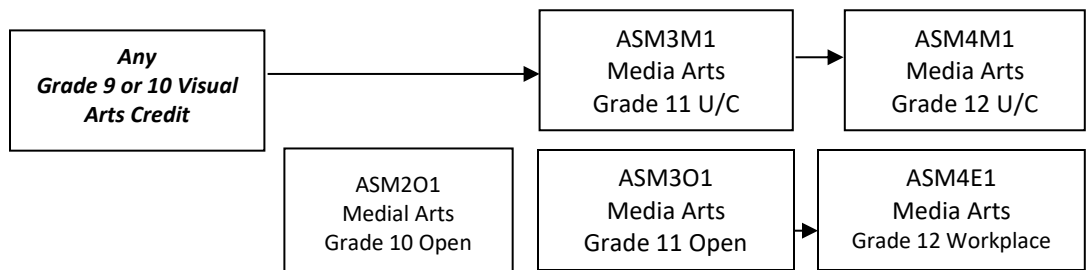 Any
Grade 9 or 10 Visual
Arts Credit
ASM3M1
Media Arts
Grade 11 U/C
ASM4M1
Media Arts
Grade 12 U/C
ASM2O1
Medial Arts
Grade 10 Open
ASM3O1
Media Arts
Grade 11 Open
ASM4E1
Media Arts
Grade 12 Workplace